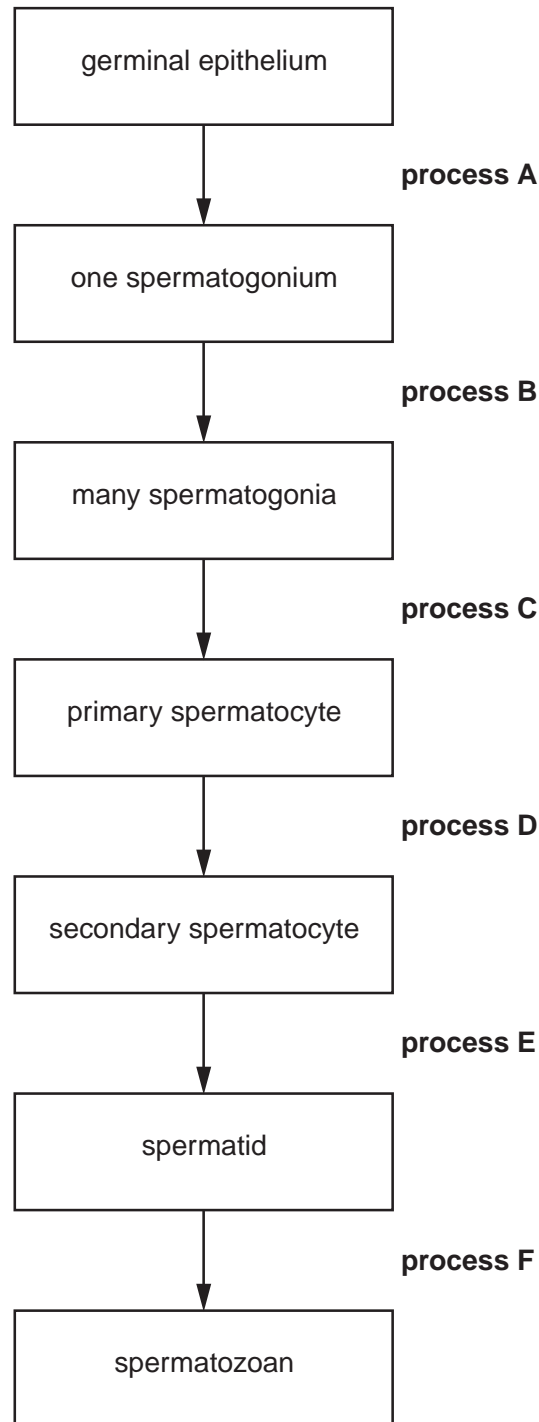 germinal epithelium
process A
one spermatogonium
process B
many spermatogonia
process C
primary spermatocyte
process D
secondary spermatocyte
process E
spermatid
process F
spermatozoan